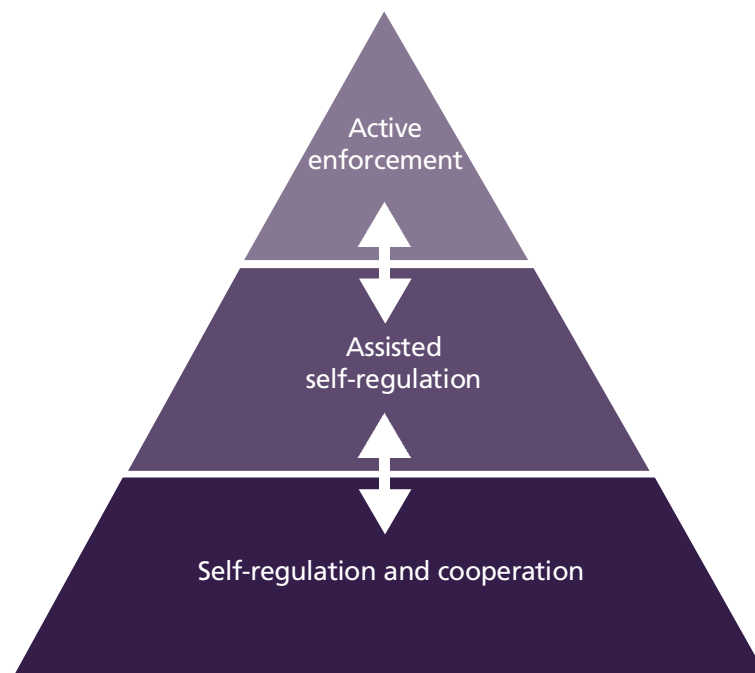 Active
enforcement
Assisted
self-regulation
Self-regulation and cooperation